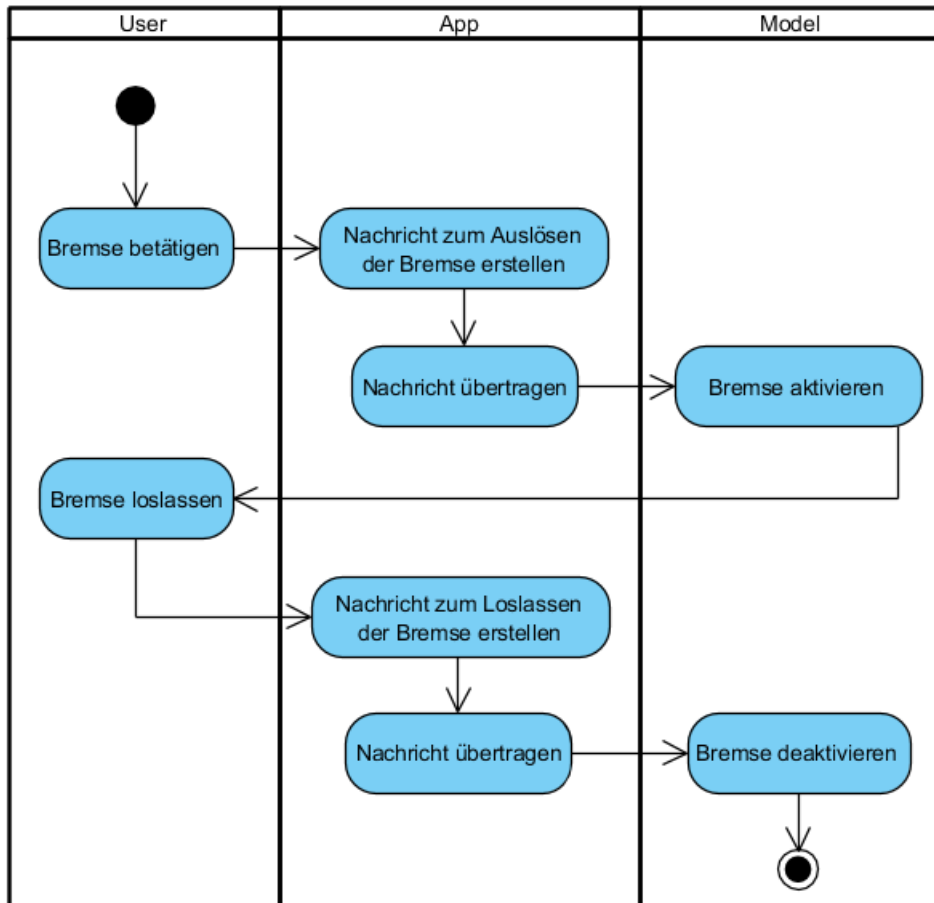 User
App
Model
Bremse betätigen
Nachricht zum Auslösen
der Bremse erstellen
Nachricht übertragen
Bremse aktivieren
Bremse loslassen
Nachricht zum Loslassen
der Bremse erstellen
Nachricht übertragen
Bremse deaktivieren